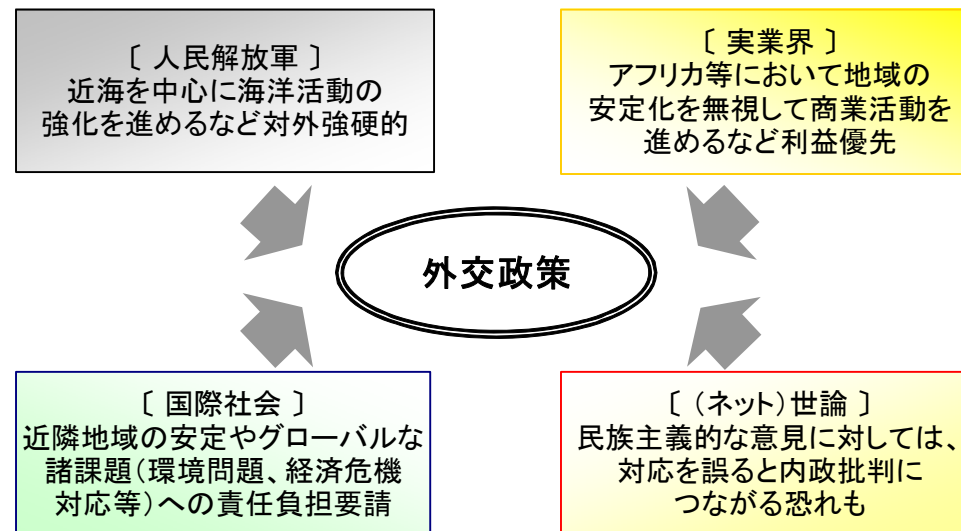 〔 人民解放軍 〕
近海を中心に海洋活動の
強化を進めるなど対外強硬的
〔 実業界 〕
アフリカ等において地域の
安定化を無視して商業活動を
進めるなど利益優先
外交政策
〔 国際社会 〕
近隣地域の安定やグローバルな
諸課題(環境問題、経済危機
対応等)への責任負担要請
〔 (ネット)世論 〕
民族主義的な意見に対しては、
対応を誤ると内政批判に
つながる恐れも